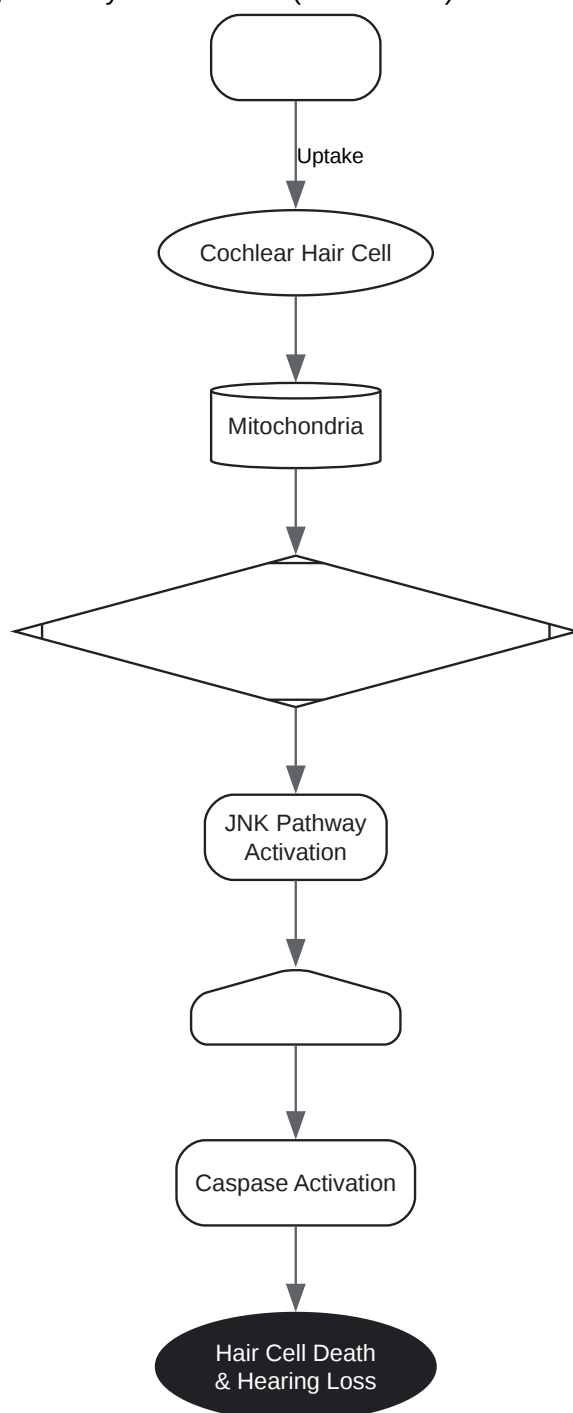 Uptake
Cochlear Hair Cell
Mitochondria
JNK Pathway
Activation
Caspase Activation
Hair Cell Death
& Hearing Loss